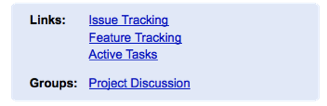 Links: Issue Tracking
Feature Tracking
Active Tasks
Groups: Project Discussion